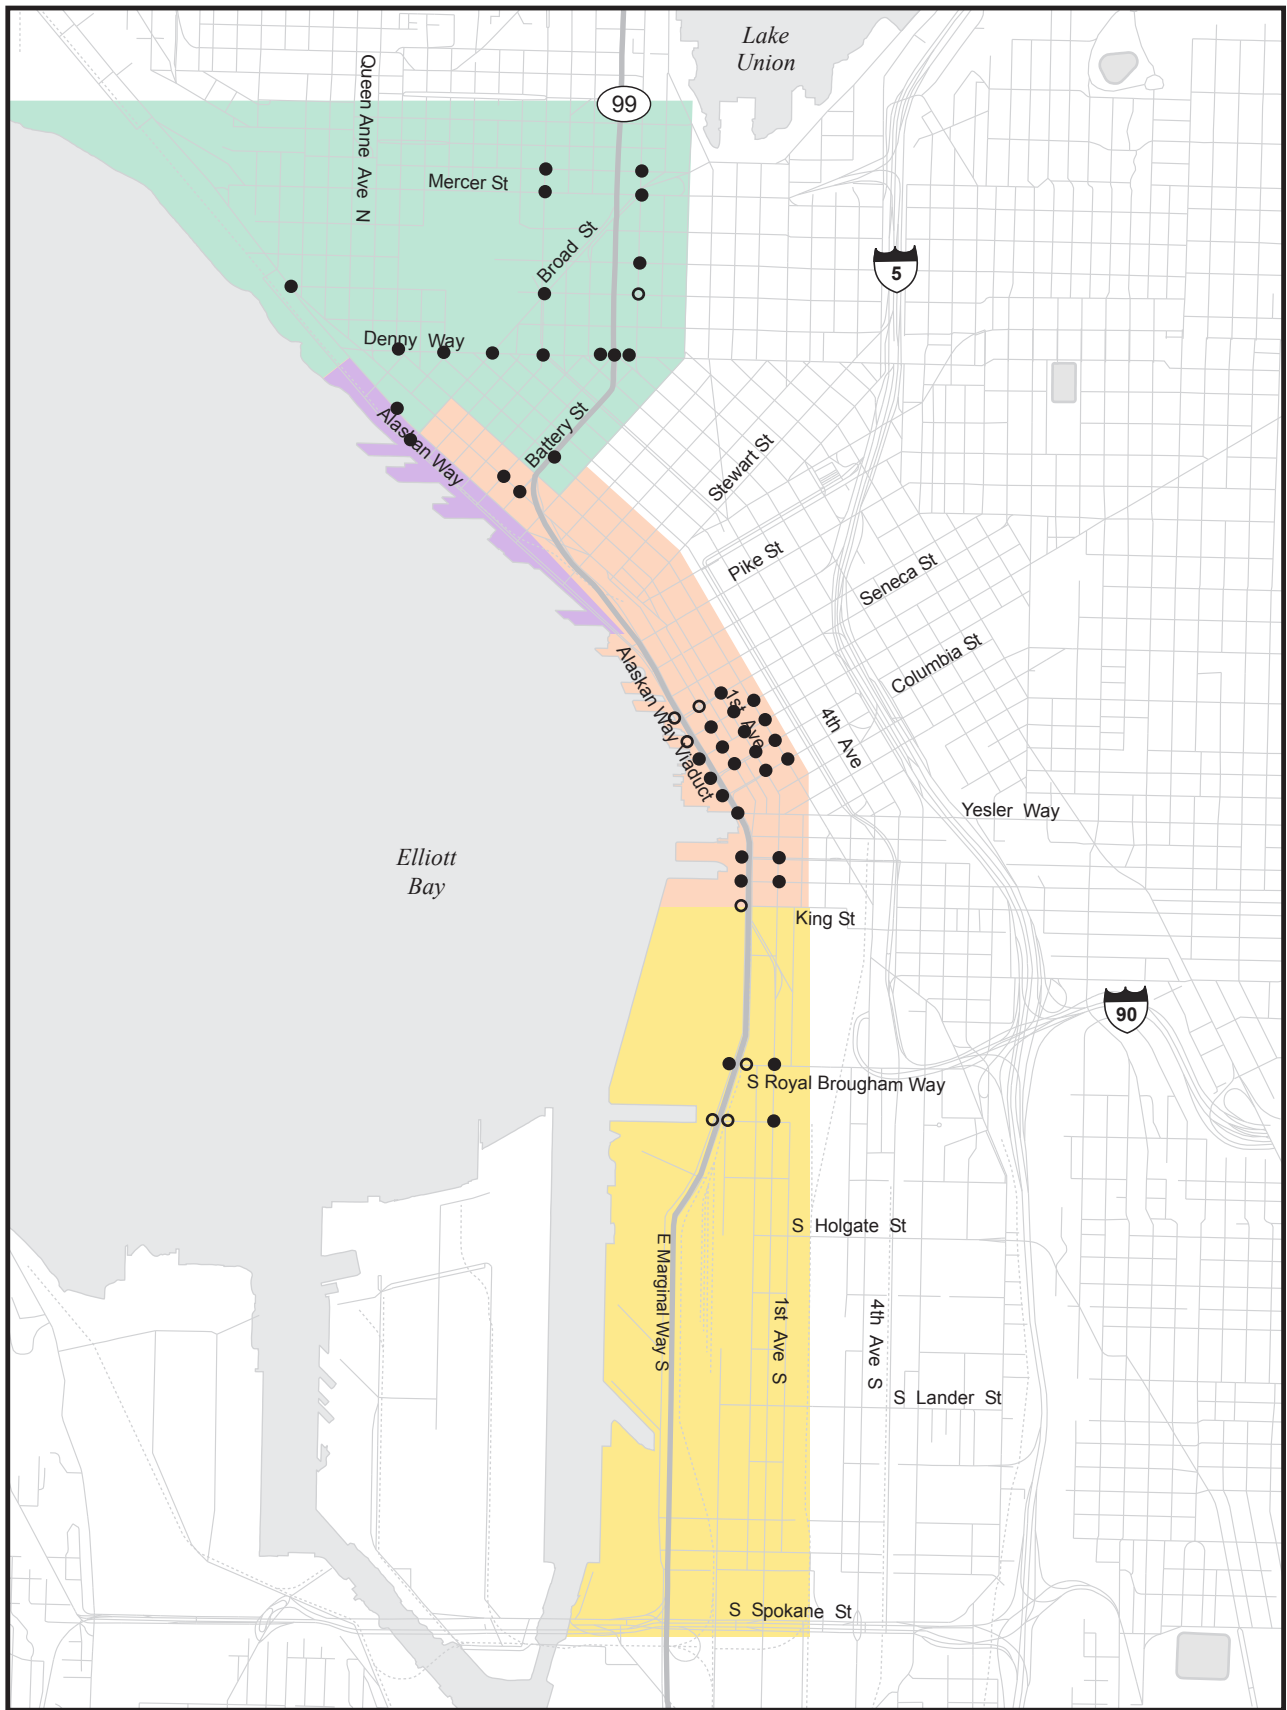 Lake
Union
Queen Anne Ave N
99
Mercer St
Broad St
5
Denny Way
Alaskan Way
Battery St
Stewart St
Pike St
Seneca St
Columbia St
Alaskan Way Viaduct
1st Ave
4th Ave
Yesler Way
Elliott
Bay
King St
90
S Royal Brougham Way
S Holgate St
E Marginal Way S
1st Ave S
4th Ave S
S Lander St
S Spokane St